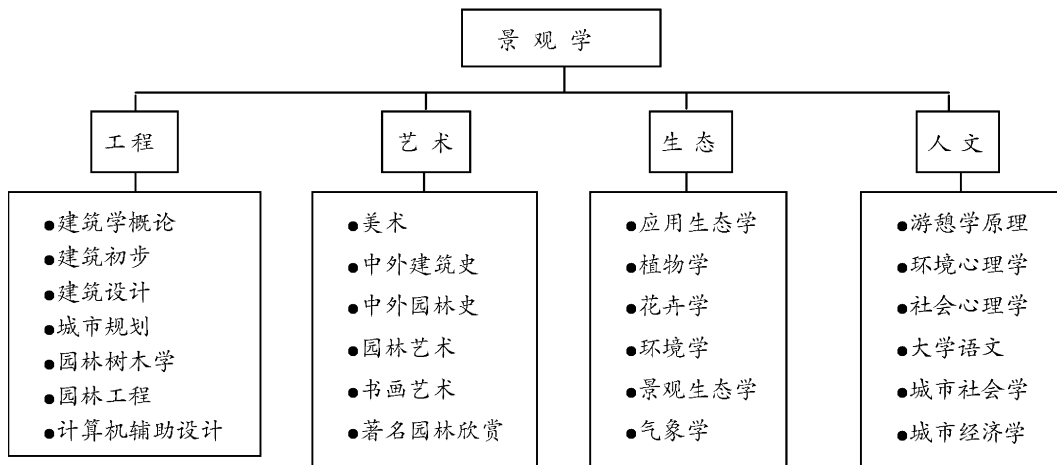 景观学
工程
艺术
生态
人文
●建筑学概论
●建筑初步
●建筑设计
●城市规划
●园林树木学
●园林工程
●计算机辅助设计
●美术
●中外建筑史
●中外园林史
●园林艺术
●书画艺术
●著名园林欣赏
●应用生态学
●植物学
●花卉学
●环境学
●景观生态学
●气象学
●游憩学原理
●环境心理学
●社会心理学
●大学语文
●城市社会学
●城市经济学